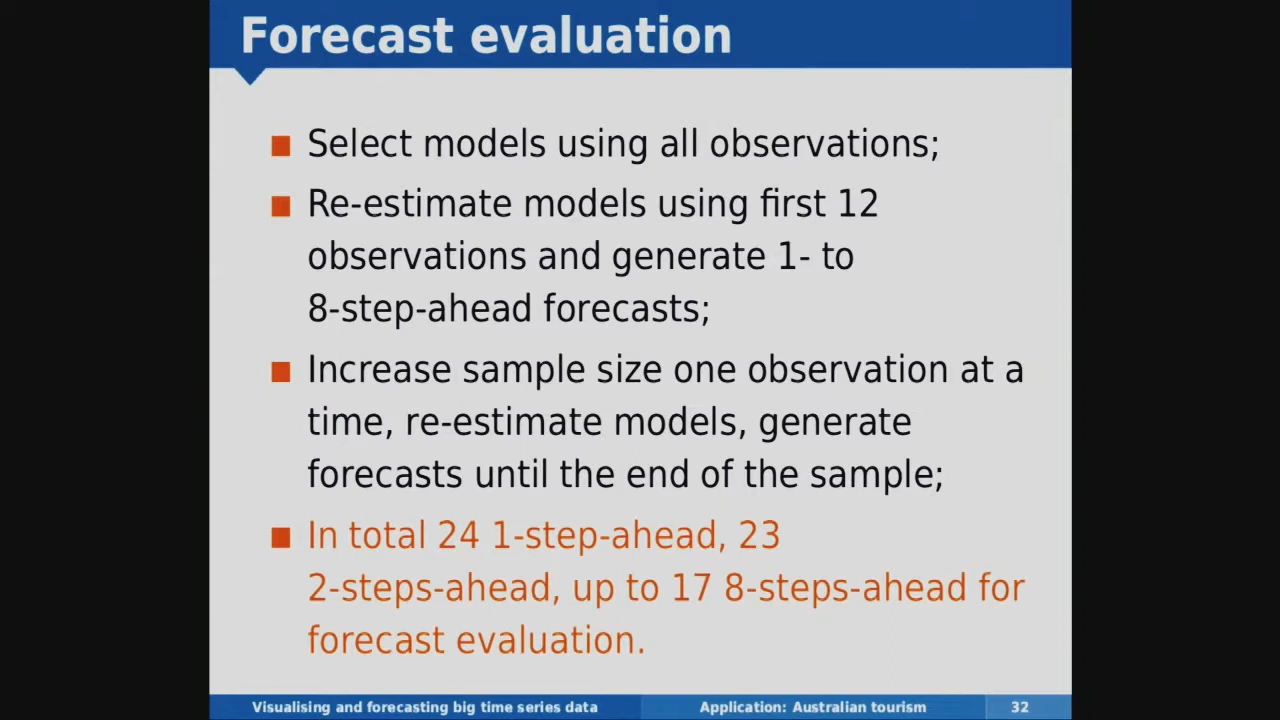 Forecast evaluation
Select models using all observations;
Re-estimate models using first 12
observations and generate 1- to
8-step-ahead forecasts;
Increase sample size one observation at a
time, re-estimate models, generate
forecasts until the end of the sample;
In total 24 1-step-ahead, 23
2-steps-ahead, up to 17 8-steps-ahead for
forecast evaluation.
Visualising and forecasting big time series data
Application: Australian tourism
32